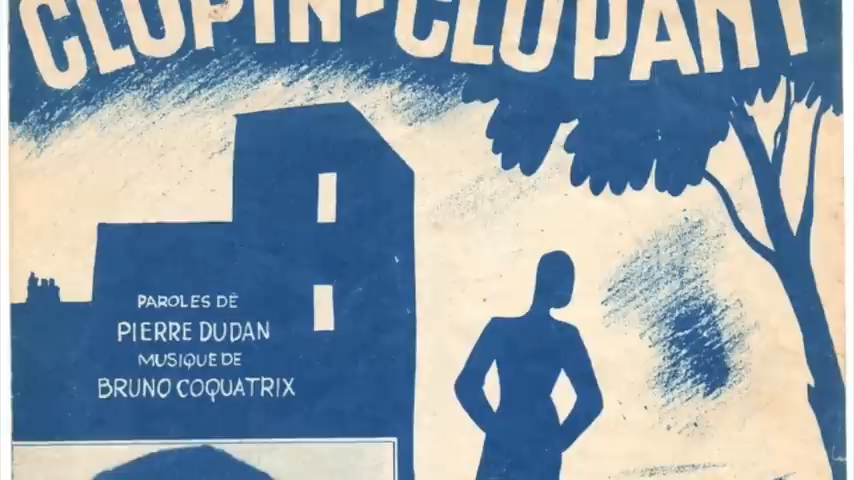 CLOPIN-CLOPANT
PAROLES DE
PIERRE DUDAN
MUSIQUE DE
BRUNO COQUATRIX